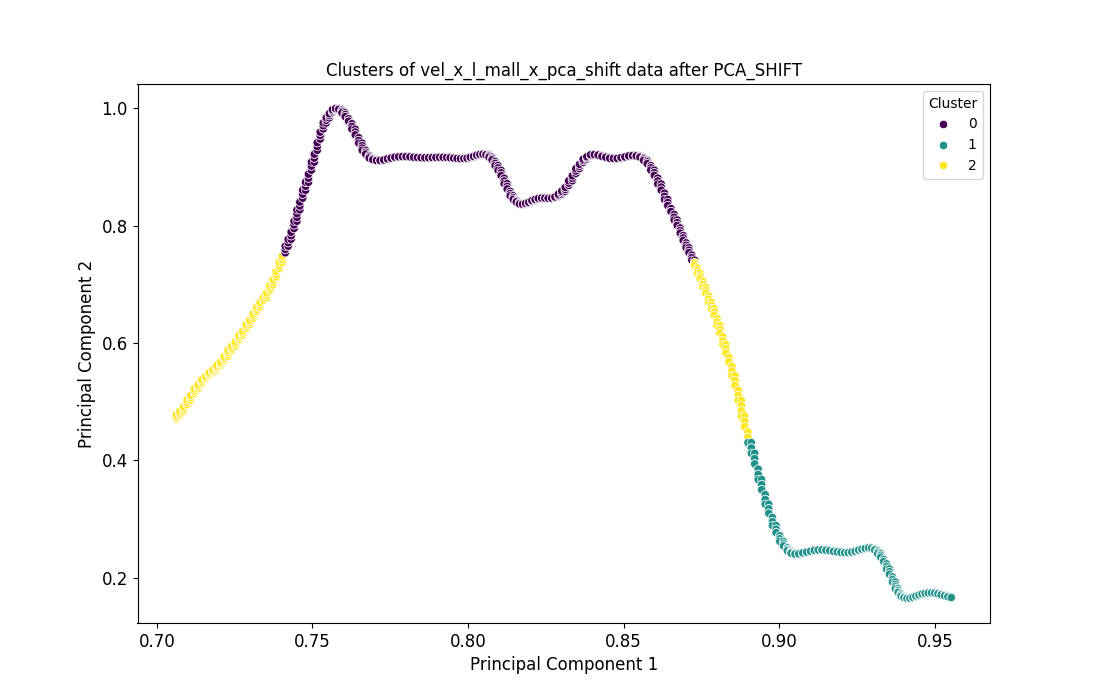 Clusters of vel_x_l_mall_x_pca_shift data after PCA_SHIFT
Cluster
0
1
2
1.0
0.8
0.6
0.4
0.2
Principal Component 2
0.70 0.75 0.80 0.85 0.90 0.95
Principal Component 1